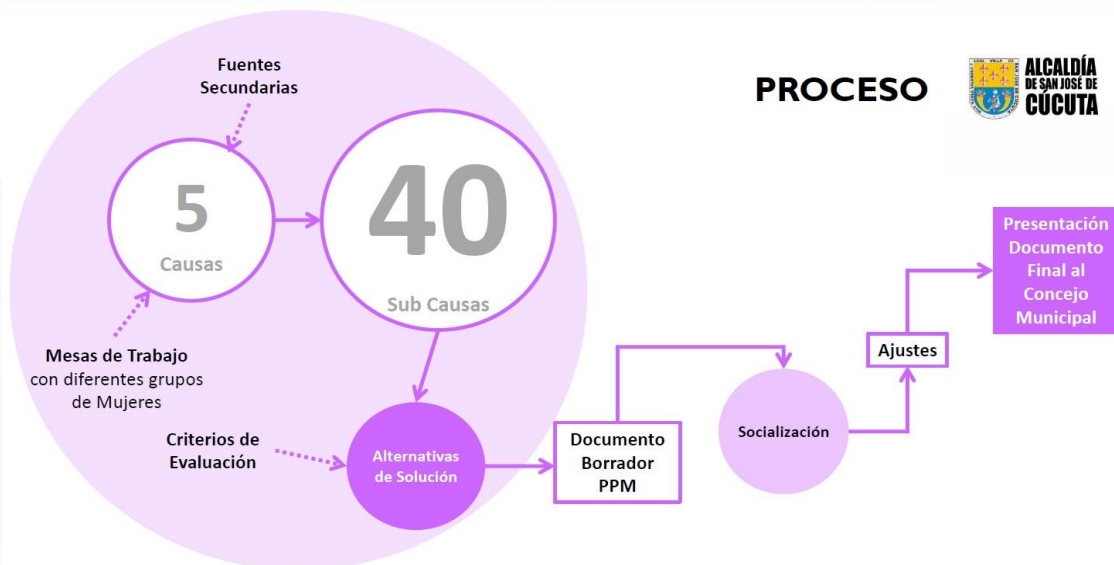 PROCESO
ALCALDÍA
DE SAN JOSÉ DE
CÚCUTA
Fuentes
Secundarias
5
Causas
40
Sub Causas
Mesas de Trabajo
con diferentes grupos
de Mujeres
Criterios de
Evaluación
Alternativas
de Solución
Documento
Borrador
PPM
Socialización
Ajustes
Presentación
Documento
Final al
Concejo
Municipal